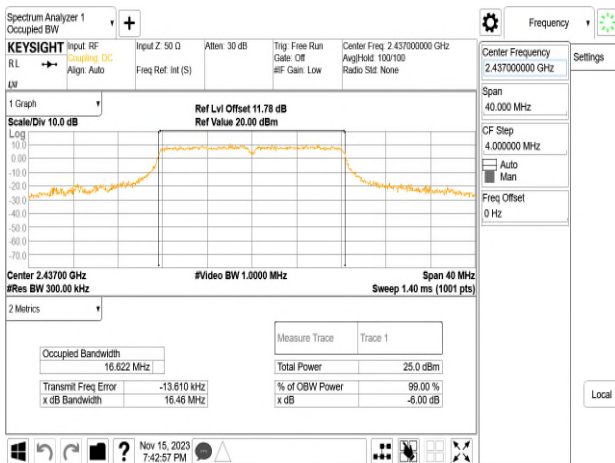 Spectrum Analyzer 1
Occupied BW
Frequency
KEYSIGHT
RL
Input: RF
Coupling: DC
Align: Auto
Input Z: 50 Ω
Freq Ref: Int (S)
Atten: 30 dB
Trig: Free Run
Gate: Off
#IF Gain: Low
Center Freq: 2.437000000 GHz
Avg|Hold: 100/100
Radio Std: None
Center Frequency
2.437000000 GHz
Settings
Span
40.000 MHz
CF Step
4.000000 MHz
Auto
Man
Freq Offset
0 Hz
Local
1 Graph
Scale/Div 10.0 dB
Ref Lvl Offset 11.78 dB
Ref Value 20.00 dBm
Log
10.0
0.00
-10.0
-20.0
-30.0
-40.0
-50.0
-60.0
-70.0
Center 2.43700 GHz
#Res BW 300.00 kHz
#Video BW 1.0000 MHz
Span 40 MHz
Sweep 1.40 ms (1001 pts)
2 Metrics
Measure Trace
Trace 1
Occupied Bandwidth
16.622 MHz
Total Power
25.0 dBm
Transmit Freq Error
-13.610 kHz
% of OBW Power
99.00 %
x dB Bandwidth
16.46 MHz
x dB
-6.00 dB
?
Nov 15, 2023
7:42:57 PM